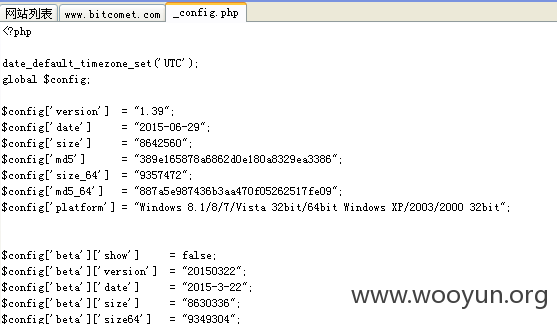 网站列表 www.bitcomet.com _config.php
<?php
date_default_timezone_set('UTC');
global $config;
$config['version'] = "1.39";
$config['date'] = "2015-06-29";
$config['size'] = "8642560";
$config['md5'] = "389e165878a6862d0e180a8329ea3386";
$config['size_64'] = "9357472";
$config['md5_64'] = "887a5e987436b3aa470f05262517fe09";
$config['platform'] = "Windows 8.1/8/7/Vista 32bit/64bit Windows XP/2003/2000 32bit";
$config['beta']['show'] = false;
$config['beta']['version'] = "20150322";
$config['beta']['date'] = "2015-3-22";
$config['beta']['size'] = "8630336";
$config['beta']['size64'] = "9349304";
www.wooyun.org